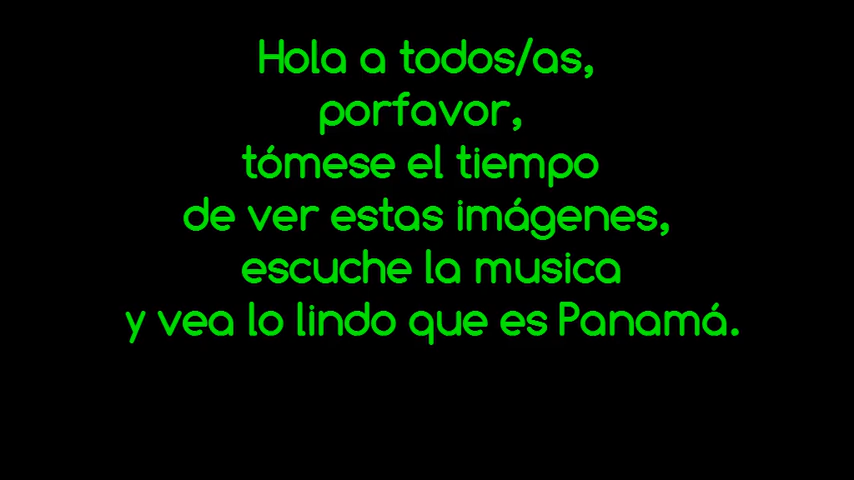 Hola a todos/as,
porfavor,
tómese el tiempo
de ver estas imágenes,
escuche la musica
y vea lo lindo que es Panamá.